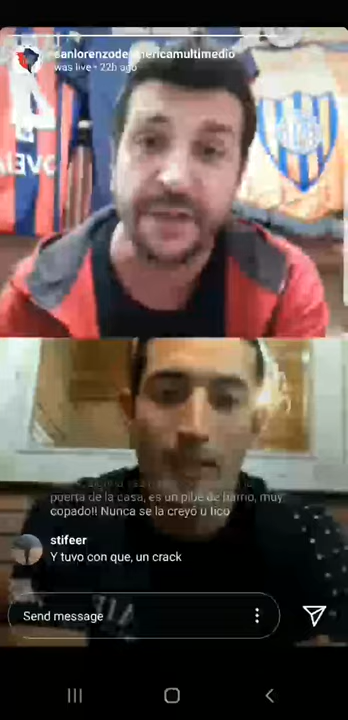 sanlorenzodeamericamultimedio
was live • 22h ago
puerta de la casa, es un pibe de barrio, muy
copado!! Nunca se la creyó u lico
stifeer
Y tuvo con que, un crack
Send message